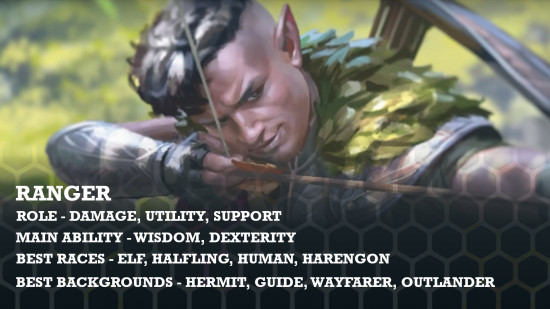 RANGER
ROLE - DAMAGE, UTILITY, SUPPORT
MAIN ABILITY - WISDOM, DEXTERITY
BEST RACES - ELF, HALFLING, HUMAN, HARENGON
BEST BACKGROUNDS - HERMIT, GUIDE, WAYFARER, OUTLANDER